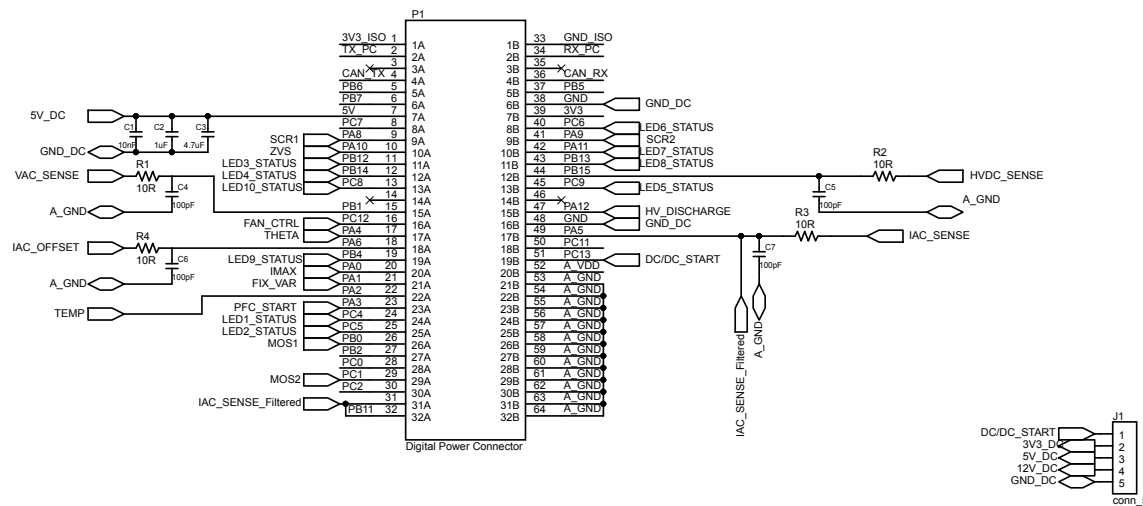 P1
3V3_ISO 1 1A 1B 33 GND_ISO
TX_PC 2 2A 2B 34 RX_PC
3 3A 3B 35
CAN_TX 4 4A 4B 36 CAN_RX
PB6 5 5A 5B 37 PB5
PB7 6 6A 6B 38 GND GND_DC
5V_DC 5V 7 7A 7B 39 3V3
C1 10nF C2 1uF C3 4.7uF
PC7 8 8A 8B 40 PC6 LED6_STATUS
SCR1 PA8 9 9A 9B 41 PA9 SCR2
GND_DC ZVS PA10 10 10A 10B 42 PA11 LED7_STATUS
LED3_STATUS PB12 11 11A 11B 43 PB13 LED8_STATUS
R1 10R R2 10R
VAC_SENSE LED4_STATUS PB14 12 12A 12B 44 PB15 HVDC_SENSE
LED10_STATUS PC8 13 13A 13B 45 PC9 LED5_STATUS
C4 100pF C5 100pF
14 14A 14B 46
A_GND PB1 15 15A 15B 47 PA12 HV_DISCHARGE A_GND
FAN_CTRL PC12 16 16A 16B 48 GND GND_DC
R3 10R
THETA PA4 17 17A 17B 49 PA5 IAC_SENSE
R4 10R
IAC_OFFSET PA6 18 18A 18B 50 PC11
C6 100pF C7 100pF
LED9_STATUS PB4 19 19A 19B 51 PC13 DC/DC_START
IMAX PA0 20 20A 20B 52 A_VDD
A_GND FIX_VAR PA1 21 21A 21B 53 A_GND
PA2 22 22A 22B 54 A_GND
TEMP PFC_START PA3 23 23A 23B 55 A_GND
LED1_STATUS PC4 24 24A 24B 56 A_GND
LED2_STATUS PC5 25 25A 25B 57 A_GND
MOS1 PB0 26 26A 26B 58 A_GND
PB2 27 27A 27B 59 A_GND
PC0 28 28A 28B 60 A_GND
MOS2 PC1 29 29A 29B 61 A_GND
PC2 30 30A 30B 62 A_GND
IAC_SENSE_Filtered 31 31A 31B 63 A_GND
PB11 32 32A 32B 64 A_GND
Digital Power Connector
IAC_SENSE_Filtered
A_GND
J1
DC/DC_START 1
3V3_DC 2
5V_DC 3
12V_DC 4
GND_DC 5